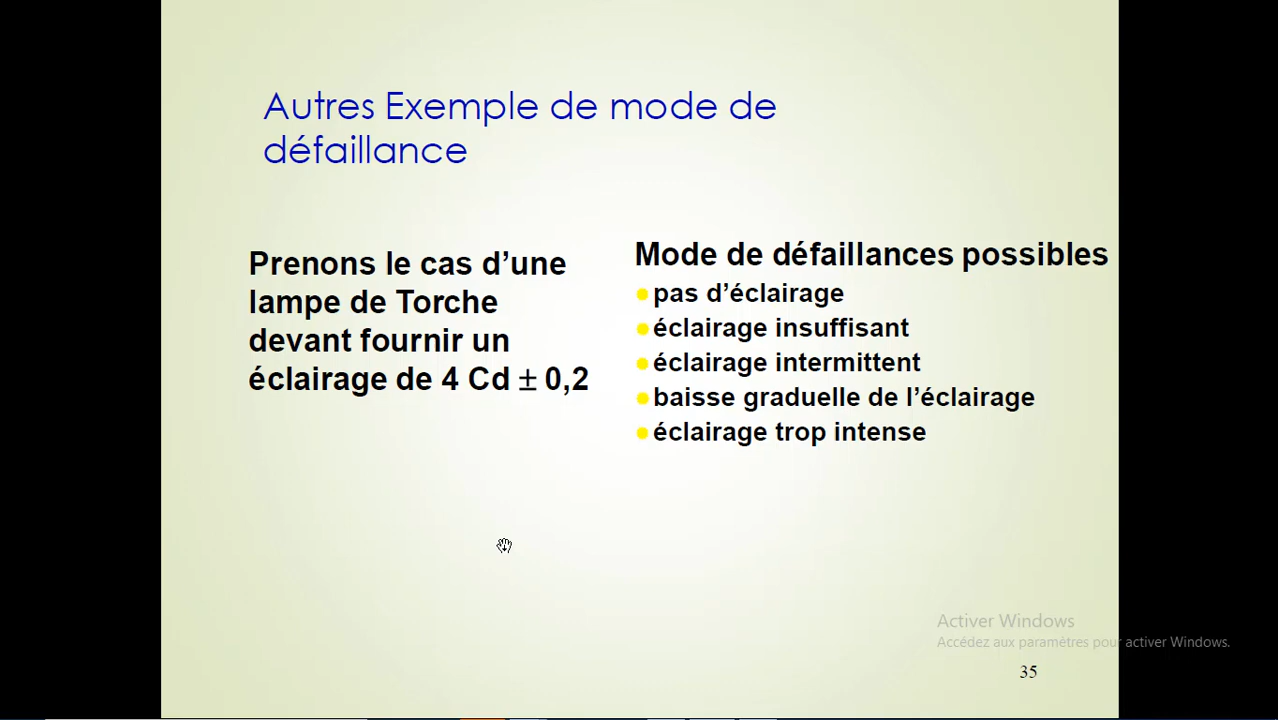 Autres Exemple de mode de
défaillance
Prenons le cas d’une
lampe de Torche
devant fournir un
éclairage de 4 Cd ± 0,2
Mode de défaillances possibles
pas d’éclairage
éclairage insuffisant
éclairage intermittent
baisse graduelle de l’éclairage
éclairage trop intense
Activer Windows
Accédez aux paramètres pour activer Windows.
35